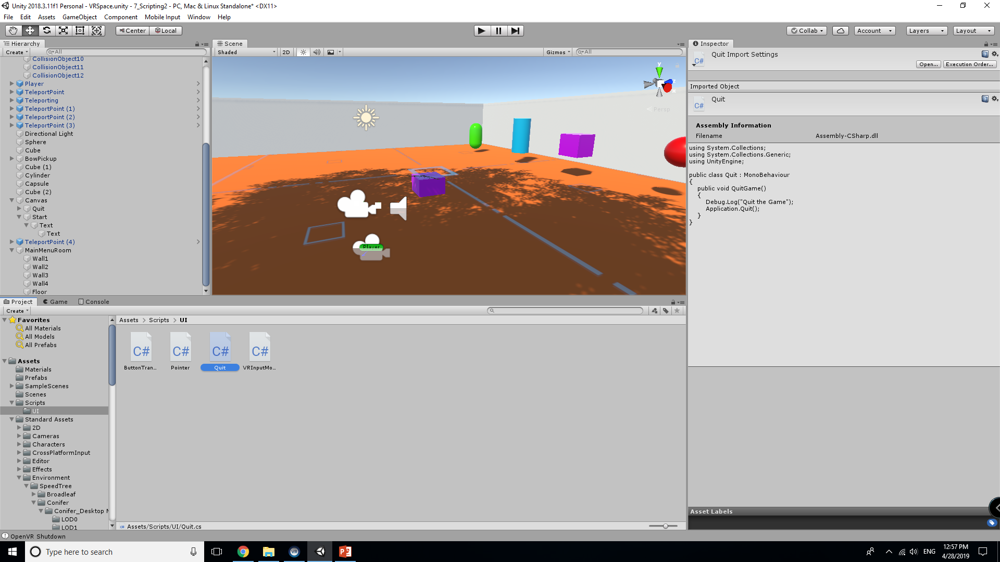 Unity 2018.3.11f1 Personal - VRSpace.unity - 7_Scripting2 - PC, Mac & Linux Standalone* <DX11>
File Edit Assets GameObject Component Mobile Input Window Help
Center Local Collab Account Layers Layout
Hierarchy
Create All
CollisionObject10
CollisionObject11
CollisionObject12
Player
TeleportPoint
Teleporting
TeleportPoint (1)
TeleportPoint (2)
TeleportPoint (3)
Directional Light
Sphere
Cube
BowPickup
Cube (1)
Cylinder
Capsule
Cube (2)
Canvas
Quit
Start
Text
Text
TeleportPoint (4)
MainMenuRoom
Wall1
Wall2
Wall3
Wall4
Floor
Scene
Shaded 2D Gizmos All
y
z
x
Persp
Player
Inspector
Quit Import Settings
C#
Open... Execution Order...
Imported Object
Quit
C#
Assembly Information
Filename Assembly-CSharp.dll
using System.Collections;
using System.Collections.Generic;
using UnityEngine;
public class Quit : MonoBehaviour
{
public void QuitGame()
{
Debug.Log("Quit the Game");
Application.Quit();
}
}
Asset Labels
Project Game Console
Create
Favorites
All Materials
All Models
All Prefabs
Assets
Materials
Prefabs
SampleScenes
Scenes
Scripts
UI
Standard Assets
2D
Cameras
Characters
CrossPlatformInput
Editor
Effects
Environment
SpeedTree
Broadleaf
Conifer
Conifer_Desktop
LOD0
LOD1
Assets > Scripts > UI
C# C# C# C#
ButtonTran... Pointer Quit VRInputMo...
Assets/Scripts/UI/Quit.cs
OpenVR Shutdown
Type here to search
VR
ENG
12:57 PM
4/28/2019